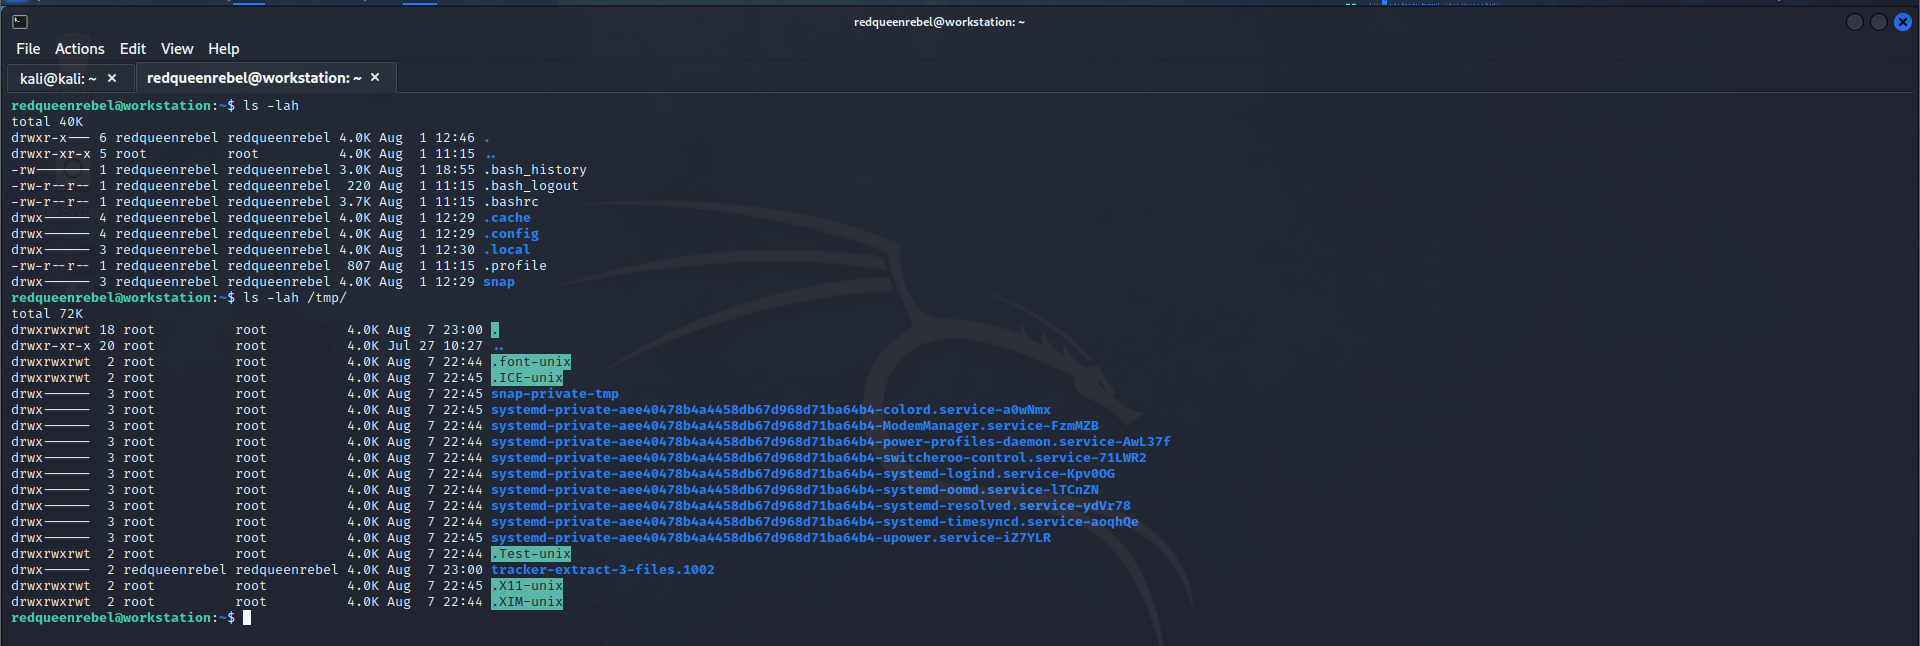 redqueenrebel@workstation: ~
File Actions Edit View Help
kali@kali: ~ × redqueenrebel@workstation: ~ ×
redqueenrebel@workstation:~$ ls -lah
total 40K
drwxr-x--- 6 redqueenrebel redqueenrebel 4.0K Aug  1 12:46 .
drwxr-xr-x 5 root          root          4.0K Aug  1 11:15 ..
-rw------- 1 redqueenrebel redqueenrebel 3.0K Aug  1 18:55 .bash_history
-rw-r--r-- 1 redqueenrebel redqueenrebel  220 Aug  1 11:15 .bash_logout
-rw-r--r-- 1 redqueenrebel redqueenrebel 3.7K Aug  1 11:15 .bashrc
drwx------ 4 redqueenrebel redqueenrebel 4.0K Aug  1 12:29 .cache
drwx------ 4 redqueenrebel redqueenrebel 4.0K Aug  1 12:29 .config
drwx------ 3 redqueenrebel redqueenrebel 4.0K Aug  1 12:30 .local
-rw-r--r-- 1 redqueenrebel redqueenrebel  807 Aug  1 11:15 .profile
drwx------ 3 redqueenrebel redqueenrebel 4.0K Aug  1 12:29 snap
redqueenrebel@workstation:~$ ls -lah /tmp/
total 72K
drwxrwxrwt 18 root          root          4.0K Aug  7 23:00 .
drwxr-xr-x 20 root          root          4.0K Jul 27 10:27 ..
drwxrwxrwt  2 root          root          4.0K Aug  7 22:44 .font-unix
drwxrwxrwt  2 root          root          4.0K Aug  7 22:45 .ICE-unix
drwx------  3 root          root          4.0K Aug  7 22:45 snap-private-tmp
drwx------  3 root          root          4.0K Aug  7 22:45 systemd-private-aee40478b4a4458db67d968d71ba64b4-colord.service-a0wNmx
drwx------  3 root          root          4.0K Aug  7 22:44 systemd-private-aee40478b4a4458db67d968d71ba64b4-ModemManager.service-FzmMZB
drwx------  3 root          root          4.0K Aug  7 22:44 systemd-private-aee40478b4a4458db67d968d71ba64b4-power-profiles-daemon.service-AwL37f
drwx------  3 root          root          4.0K Aug  7 22:44 systemd-private-aee40478b4a4458db67d968d71ba64b4-switcheroo-control.service-71LWR2
drwx------  3 root          root          4.0K Aug  7 22:44 systemd-private-aee40478b4a4458db67d968d71ba64b4-systemd-logind.service-Kpv0OG
drwx------  3 root          root          4.0K Aug  7 22:44 systemd-private-aee40478b4a4458db67d968d71ba64b4-systemd-oomd.service-lTCnZN
drwx------  3 root          root          4.0K Aug  7 22:44 systemd-private-aee40478b4a4458db67d968d71ba64b4-systemd-resolved.service-ydVr78
drwx------  3 root          root          4.0K Aug  7 22:44 systemd-private-aee40478b4a4458db67d968d71ba64b4-systemd-timesyncd.service-aoqhQe
drwx------  3 root          root          4.0K Aug  7 22:45 systemd-private-aee40478b4a4458db67d968d71ba64b4-upower.service-iZ7YLR
drwxrwxrwt  2 root          root          4.0K Aug  7 22:44 .Test-unix
drwx------  2 redqueenrebel redqueenrebel 4.0K Aug  7 23:00 tracker-extract-3-files.1002
drwxrwxrwt  2 root          root          4.0K Aug  7 22:45 .X11-unix
drwxrwxrwt  2 root          root          4.0K Aug  7 22:44 .XIM-unix
redqueenrebel@workstation:~$